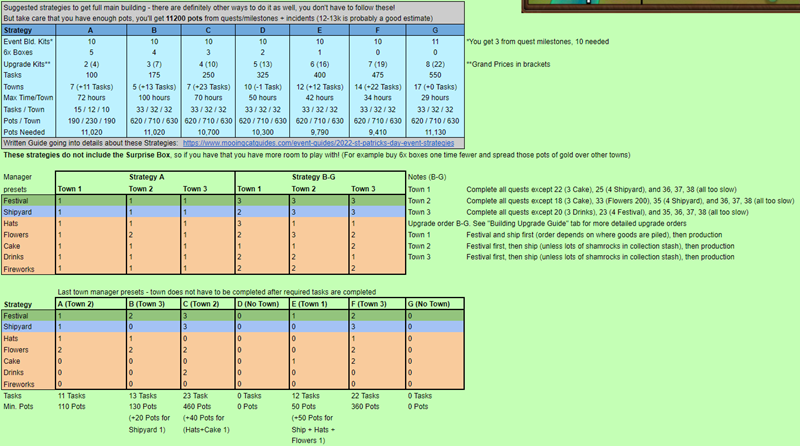 Suggested strategies to get full main building - there are definitely other ways to do it as well, you don't have to follow these!
But take care that you have enough pots, you'll get 11200 pots from quests/milestones + incidents (12-13k is probably a good estimate)
Strategy A B C D E F G
Event Bld. Kits* 10 10 10 10 10 10 11 *You get 3 from quest milestones, 10 needed
6x Boxes 5 4 3 2 1 0 0
Upgrade Kits** 2 (4) 3 (7) 4 (10) 5 (13) 6 (16) 7 (19) 8 (22) **Grand Prices in brackets
Tasks 100 175 250 325 400 475 550
Towns 7 (+11 Tasks) 5 (+13 Tasks) 7 (+23 Tasks) 10 (-1 Task) 12 (+12 Tasks) 14 (+22 Tasks) 17 (+0 Tasks)
Max Time/Town 72 hours 100 hours 70 hours 50 hours 42 hours 34 hours 29 hours
Tasks / Town 15 / 12 / 10 33 / 32 / 32 33 / 32 / 32 33 / 32 / 32 33 / 32 / 32 33 / 32 / 32 33 / 32 / 32
Pots / Town 190 / 230 / 190 620 / 710 / 630 620 / 710 / 630 620 / 710 / 630 620 / 710 / 630 620 / 710 / 630 620 / 710 / 630
Pots Needed 11,020 11,020 10,700 10,300 9,790 9,410 11,130
Written Guide going into details about these Strategies: https://www.mooingcatguides.com/event-guides/2022-st-patricks-day-event-strategies
These strategies do not include the Surprise Box, so if you have that you have more room to play with! (For example buy 6x boxes one time fewer and spread those pots of gold over other towns)
Manager Strategy A Strategy B-G Notes (B-G)
presets Town 1 Town 2 Town 3 Town 1 Town 2 Town 3 Town 1 Complete all quests except 22 (3 Cake), 25 (4 Shipyard), and 36, 37, 38 (all too slow)
Festival 1 1 1 3 3 3 Town 2 Complete all quests except 18 (3 Cake), 33 (Flowers 200), 35 (4 Shipyard), and 36, 37, 38 (all too slow)
Shipyard 1 1 1 2 3 3 Town 3 Complete all quests except 20 (3 Drinks), 23 (4 Festival), and 35, 36, 37, 38 (all too slow)
Hats 1 1 1 3 1 1 Upgrade order B-G. See "Building Upgrade Guide" tab for more detailed upgrade orders
Flowers 1 1 1 2 3 2 Town 1 Festival and ship first (order depends on where goods are piled), then production
Cake 1 1 1 1 1 2 Town 2 Festival first, then ship (unless lots of shamrocks in collection stash), then production
Drinks 1 1 1 2 2 1 Town 3 Festival first, then ship (unless lots of shamrocks in collection stash), then production
Fireworks 1 1 1 2 2 1
Last town manager presets - town does not have to be completed after required tasks are completed
Strategy A (Town 2) B (Town 3) C (Town 2) D (No Town) E (Town 1) F (Town 3) G (No Town)
Festival 1 2 3 0 1 2 0
Shipyard 1 0 3 0 0 3 0
Hats 1 1 0 0 1 0 0
Flowers 2 2 2 0 0 2 0
Cake 0 0 0 0 1 2 0
Drinks 0 0 2 0 0 0 0
Fireworks 0 0 0 0 0 0 0
Tasks 11 Tasks 13 Tasks 23 Task 0 Tasks 12 Tasks 22 Tasks 0 Tasks
Min. Pots 110 Pots 130 Pots 460 Pots 0 Pots 50 Pots 360 Pots 0 Pots
(+20 Pots for (+40 Pots for (+50 Pots for
Shipyard 1) (Hats+Cake 1) Ship + Hats +
Flowers 1)